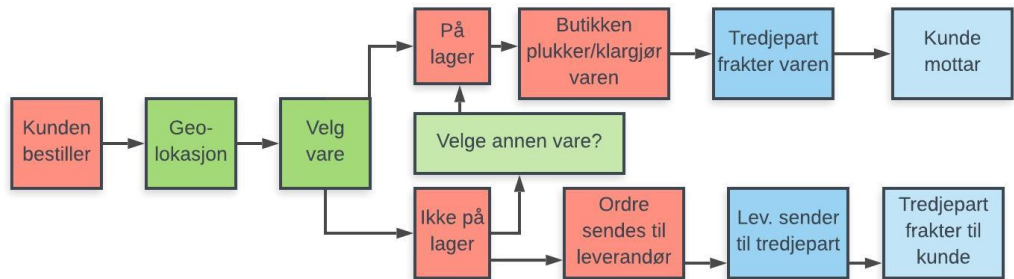 Kunden
bestiller
Geo-
lokasjon
Velg
vare
På
lager
Butikken
plukker/klargjør
varen
Tredjepart
frakter varen
Kunde
mottar
Velge annen vare?
Ikke på
lager
Ordre
sendes til
leverandør
Lev. sender
til tredjepart
Tredjepart
frakter til
kunde